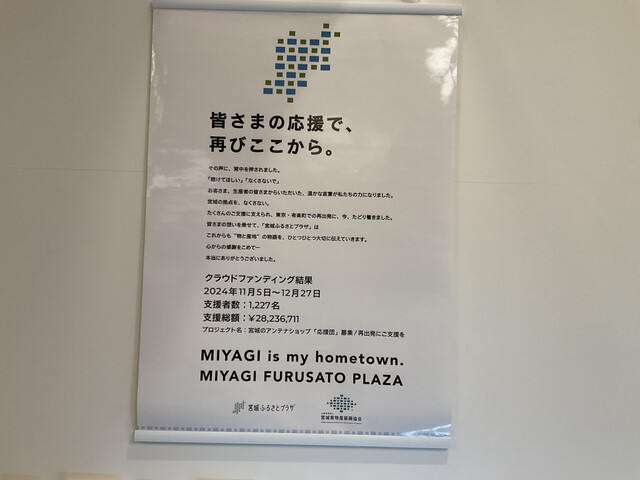 皆さまの応援で、
再びここから。
その声に、背中を押されました。
「続けてほしい」「なくさないで」
お客さま、生産者の皆さまからいただいた、温かな言葉が私たちの力になりました。
宮城の拠点を、なくさない。
たくさんのご支援に支えられ、東京・有楽町での再出発に、今、たどり着きました。
皆さまの想いを乗せて、「宮城ふるさとプラザ」は
これからも“物と産地”の物語を、ひとつひとつ大切に伝えていきます。
心からの感謝をこめて—
本当にありがとうございました。
クラウドファンディング結果
2024年11月5日〜12月27日
支援者数：1,227名
支援総額：¥28,236,711
プロジェクト名：宮城のアンテナショップ「応援団」募集/再出発にご支援を
MIYAGI is my hometown.
MIYAGI FURUSATO PLAZA
宮城ふるさとプラザ
宮城県物産振興協会